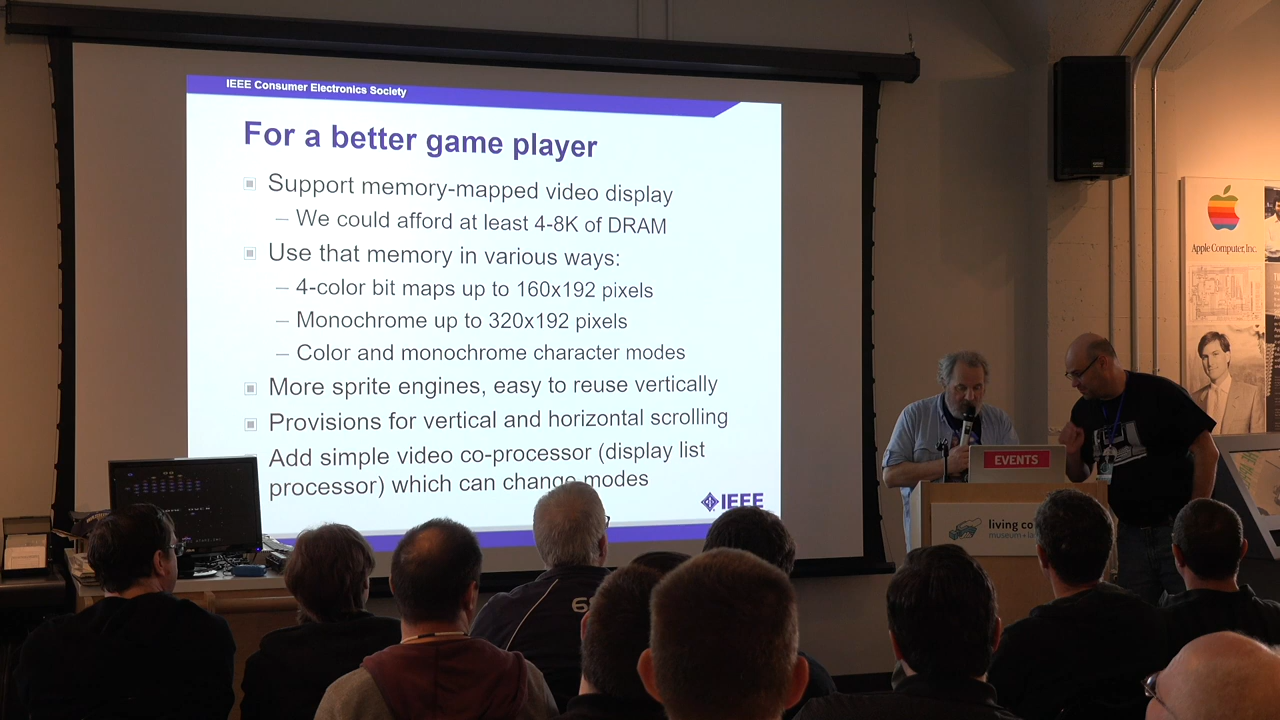 IEEE Consumer Electronics Society
For a better game player
Support memory-mapped video display
– We could afford at least 4-8K of DRAM
Use that memory in various ways:
– 4-color bit maps up to 160x192 pixels
– Monochrome up to 320x192 pixels
– Color and monochrome character modes
More sprite engines, easy to reuse vertically
Provisions for vertical and horizontal scrolling
Add simple video co-processor (display list
processor) which can change modes
IEEE
EVENTS
living
museum
Apple Computer, Inc.